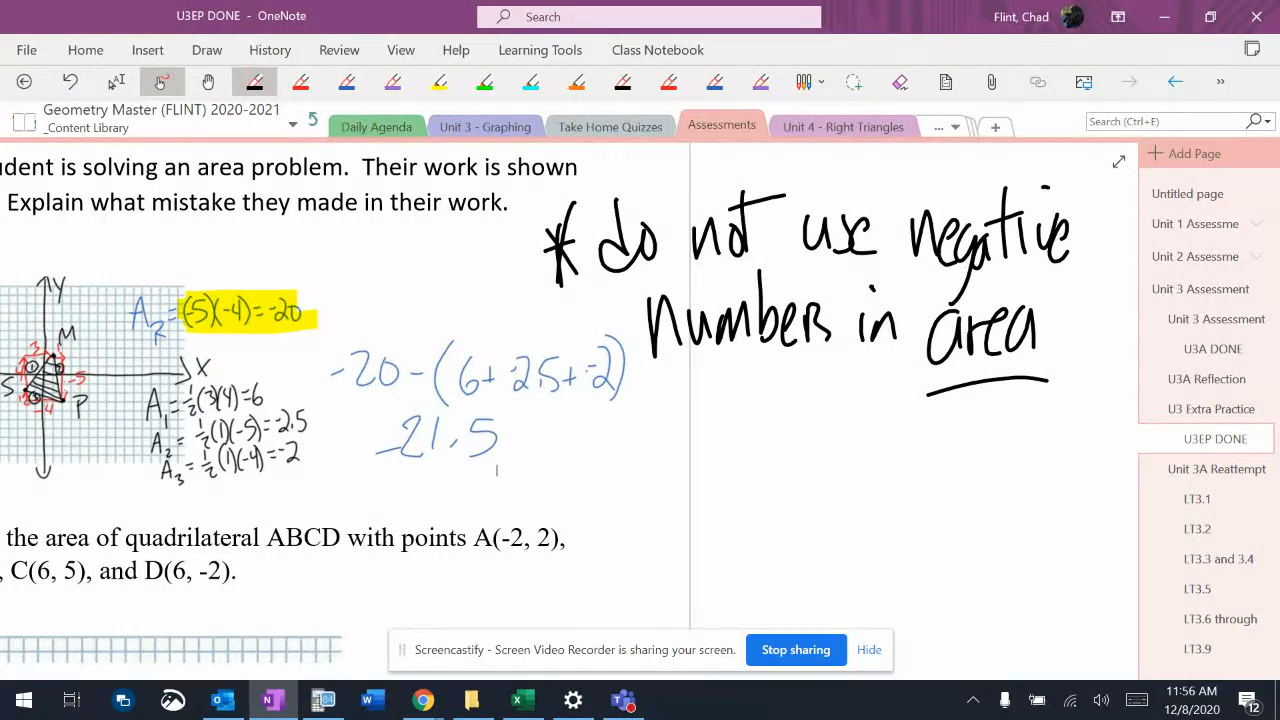 U3EP DONE - OneNote
Search
Flint, Chad
File Home Insert Draw History Review View Help Learning Tools Class Notebook
Geometry Master (FLINT) 2020-2021
_Content Library
Daily Agenda Unit 3 - Graphing Take Home Quizzes Assessments Unit 4 - Right Triangles ... +
Search (Ctrl+E)
+ Add Page
Untitled page
Unit 1 Assessme
Unit 2 Assessme
Unit 3 Assessment
Unit 3 Assessment
U3A DONE
U3A Reflection
U3 Extra Practice
U3EP DONE
Unit 3A Reattempt
LT3.1
LT3.2
LT3.3 and 3.4
LT3.5
LT3.6 through
LT3.9
udent is solving an area problem. Their work is shown
Explain what mistake they made in their work.
* do not use negative
numbers in area
Y
M
X
S
P
A_R = (-5)(-4) = -20
A_1 = 1/2(3)(4) = 6
A_2 = 1/2(1)(-5) = -2.5
A_3 = 1/2(1)(-4) = -2
-20 - (6 + -2.5 + -2)
-21.5
the area of quadrilateral ABCD with points A(-2, 2),
, C(6, 5), and D(6, -2).
Screencastify - Screen Video Recorder is sharing your screen.
Stop sharing
Hide
11:56 AM
12/8/2020
12